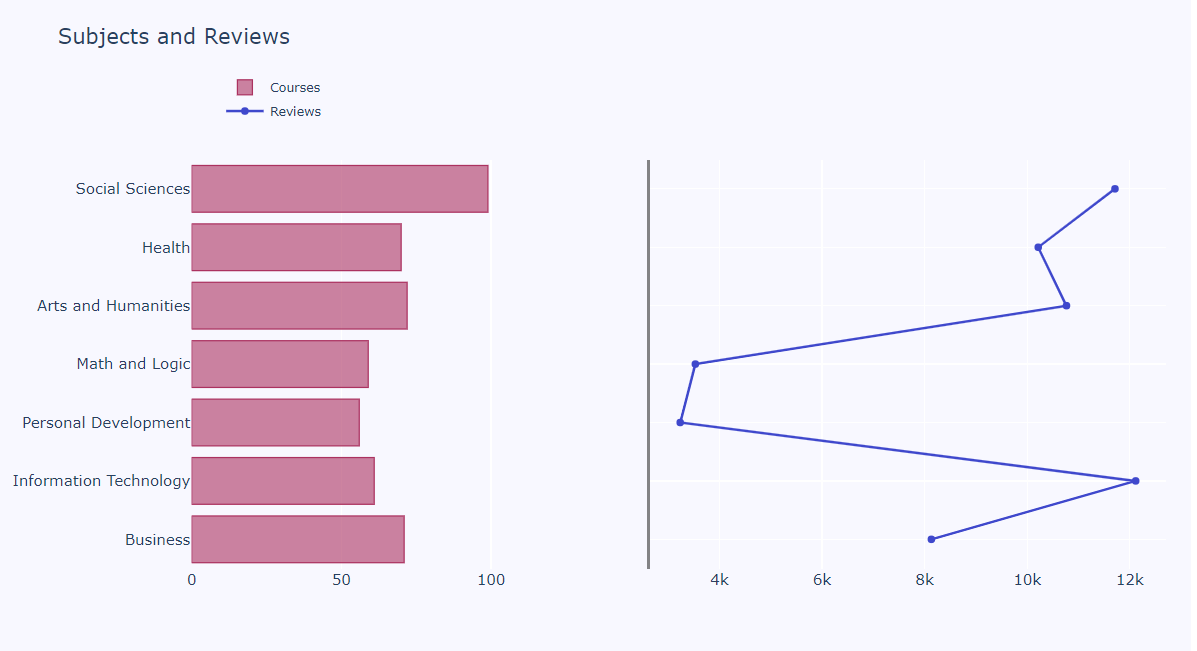 Subjects and Reviews
Courses
Reviews
Social Sciences
Health
Arts and Humanities
Math and Logic
Personal Development
Information Technology
Business
0 50 100 4k 6k 8k 10k 12k